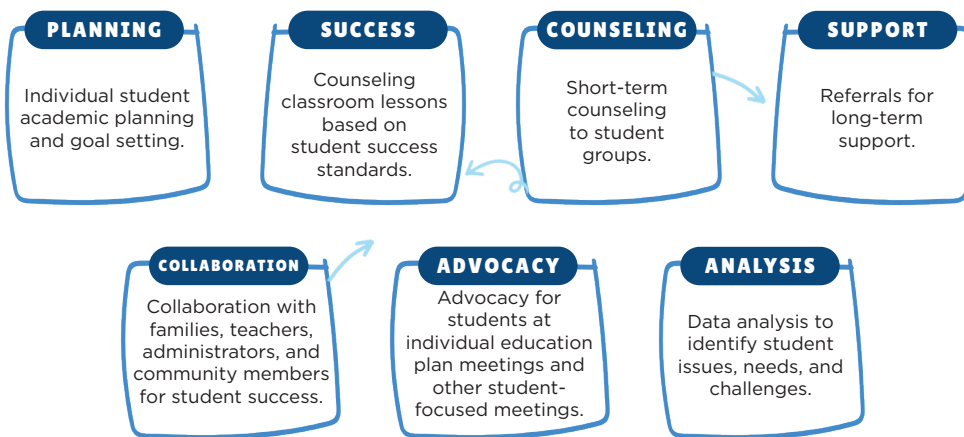 PLANNING
Individual student
academic planning
and goal setting.
SUCCESS
Counseling
classroom lessons
based on
student success
standards.
COUNSELING
Short-term
counseling
to student
groups.
SUPPORT
Referrals for
long-term
support.
COLLABORATION
Collaboration with
families, teachers,
administrators, and
community members
for student success.
ADVOCACY
Advocacy for
students at
individual education
plan meetings and
other student-
focused meetings.
ANALYSIS
Data analysis to
identify student
issues, needs, and
challenges.